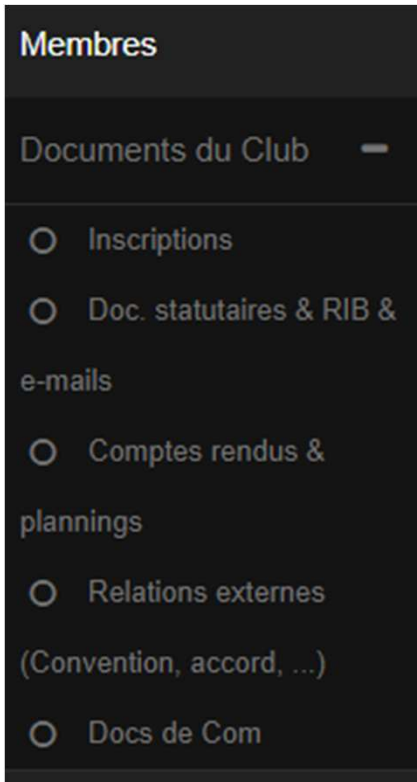 Membres
Documents du Club
Inscriptions
Doc. statutaires & RIB &
e-mails
Comptes rendus &
plannings
Relations externes
(Convention, accord, ...)
Docs de Com